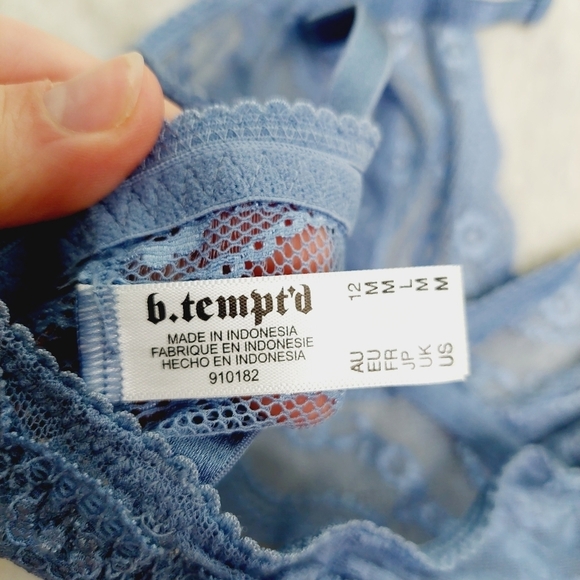 b.tempt'd
MADE IN INDONESIA
FABRIQUE EN INDONESIE
HECHO EN INDONESIA
910182
AU 12
EU M
FR M
JP L
UK M
US M